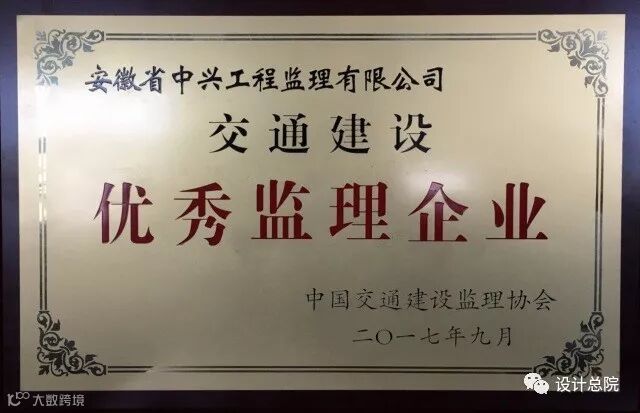 安徽省中兴工程监理有限公司
交通建设
优秀监理企业
中国交通建设监理协会
二〇一七年九月
设计总院
大数跨境